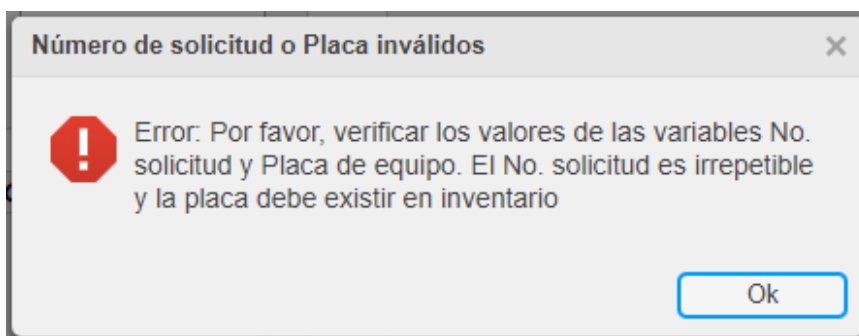 Número de solicitud o Placa inválidos
Error: Por favor, verificar los valores de las variables No.
solicitud y Placa de equipo. El No. solicitud es irrepetible
y la placa debe existir en inventario
Ok